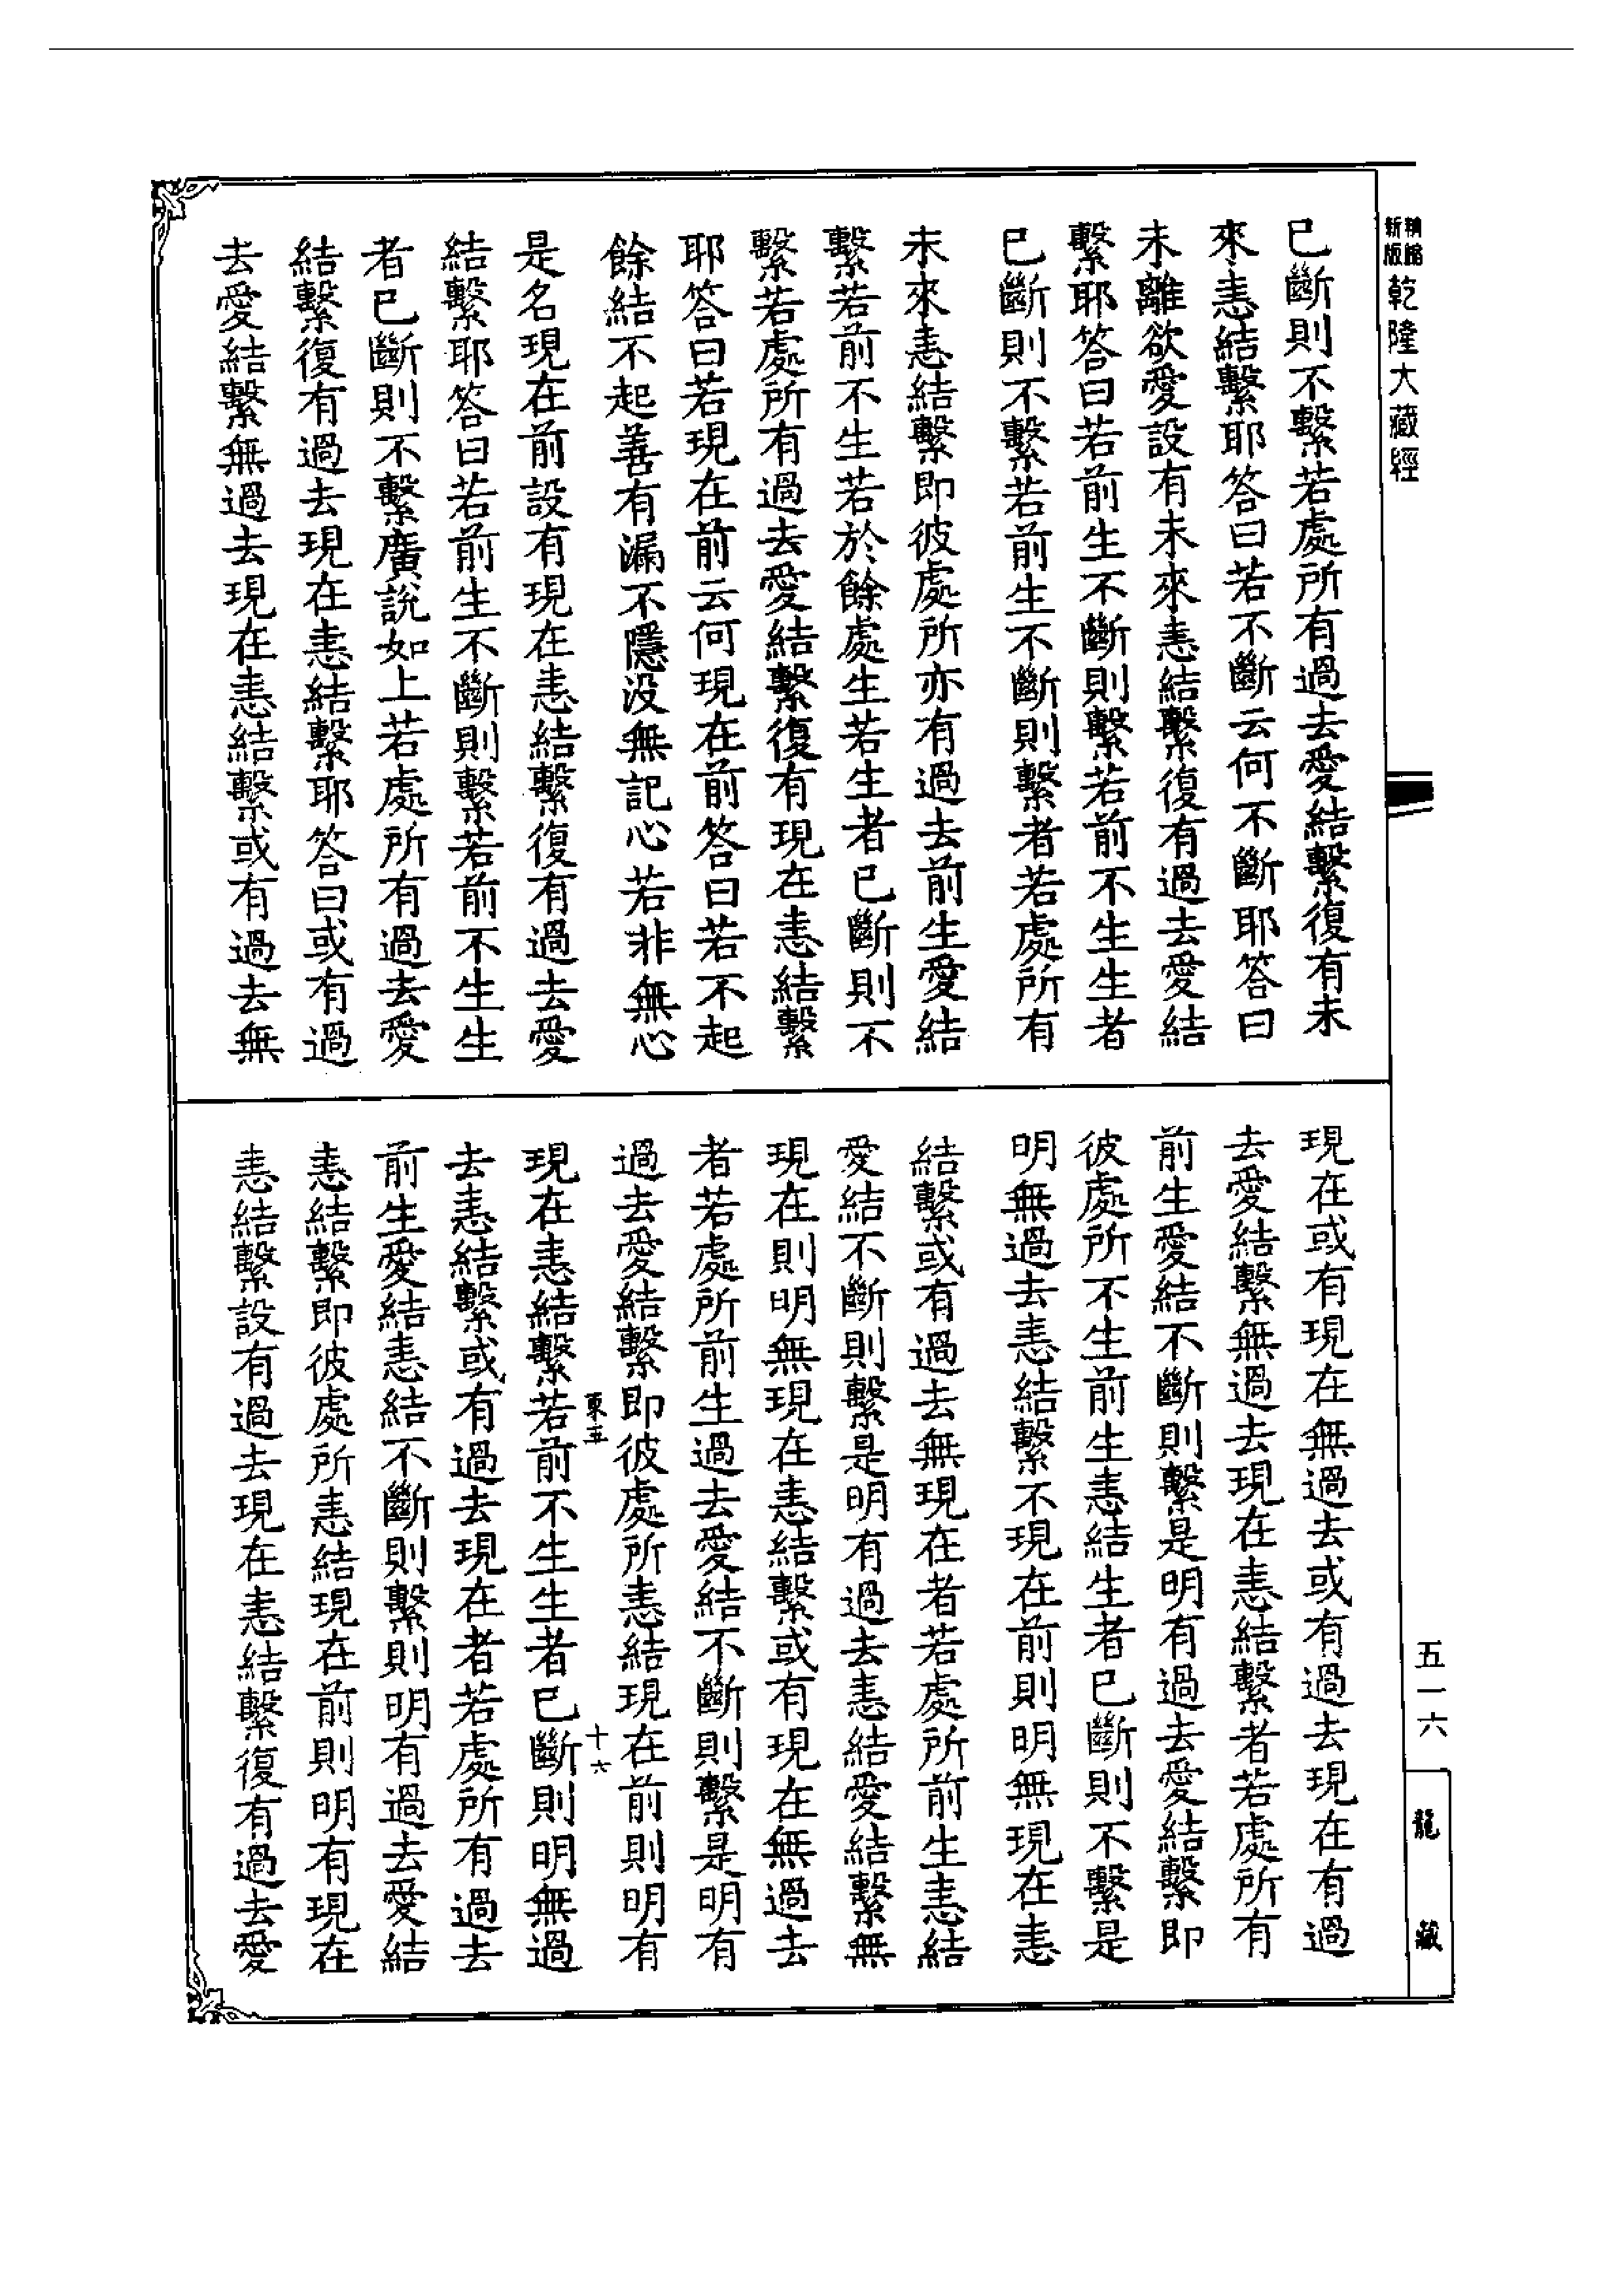 新版
精縮
乾隆大藏經
已斷則不繫若處所有過去愛結繫復有未
來恚結繫耶答曰若不斷云何不斷耶答曰
未離欲愛設有未來恚結繫復有過去愛結
繫耶答曰若前生不斷則繫若前不生生者
已斷則不繫若前生不斷則繫者若處所有
未來恚結繫即彼處所亦有過去前生愛結
繫若前不生若於餘處生若生者已斷則不
繫若處所有過去愛結繫復有現在恚結繫
耶答曰若現在前云何現在前答曰若不起
餘結不起善有漏不隱没無記心若非無心
是名現在前設有現在恚結繫復有過去愛
結繫耶答曰若前生不斷則繫若前不生生
者已斷則不繫廣說如上若處所有過去愛
結繫復有過去現在恚結繫耶答曰或有過
去愛結繫無過去現在恚結繫或有過去無
現在或有現在無過去或有過去現在有過
去愛結繫無過去現在恚結繫者若處所有
前生愛結不斷則繫是明有過去愛結繫即
彼處所不生前生恚結生者已斷則不繫是
明無過去恚結繫不現在前則明無現在恚
結繫或有過去無現在者若處所前生恚結
愛結不斷則繫是明有過去恚結愛結繫無
現在則明無現在恚結繫或有現在無過去
者若處所前生過去愛結不斷則繫是明有
過去愛結繫即彼處所恚結現在前則明有
十六
現在恚結繫若前不生生者已斷則明無過
去恚結繫或有過去現在者若處所有過去
前生愛結恚結不斷則繫則明有過去愛結
恚結繫即彼處所恚結現在前則明有現在
恚結繫設有過去現在恚結繫復有過去愛
五一六
龍藏